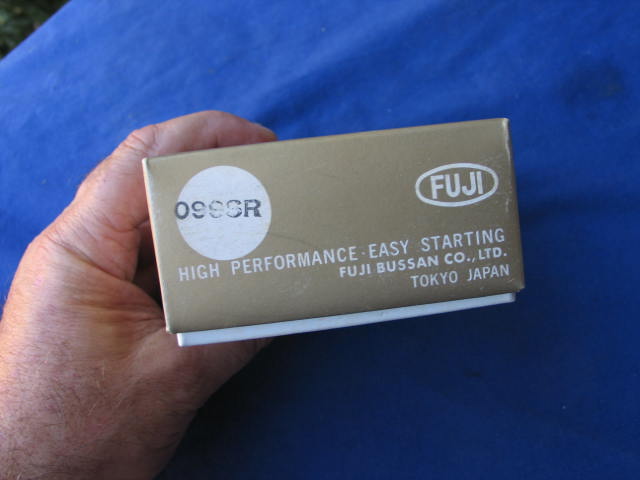 FUJI
099SR
HIGH PERFORMANCE·EASY STARTING
FUJI BUSSAN CO., LTD.
TOKYO JAPAN